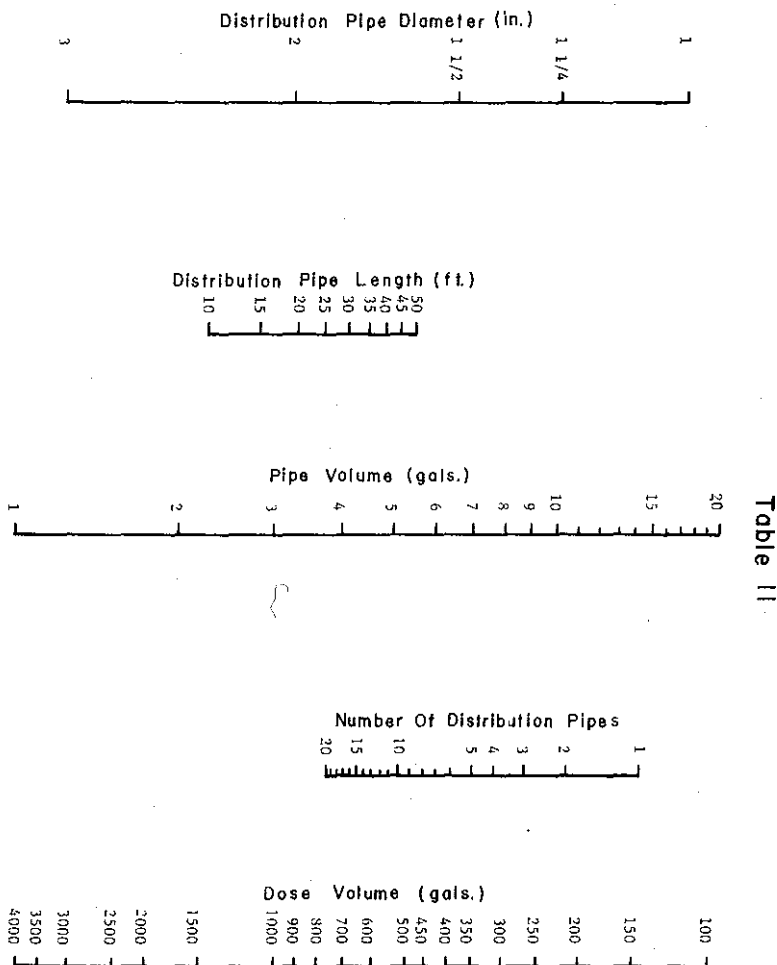 Distribution Pipe Diameter (in.)
3 2 1 1/2 1 1/4 1
Distribution Pipe Length (ft.)
10 15 20 25 30 35 40 45 50
Pipe Volume (gals.)
1 2 3 4 5 6 7 8 9 10 15 20
Table II
Number Of Distribution Pipes
20 15 10 5 4 3 2 1
Dose Volume (gals.)
4000 3500 3000 2500 2000 1500 1000 900 800 700 600 500 450 400 350 300 250 200 150 100